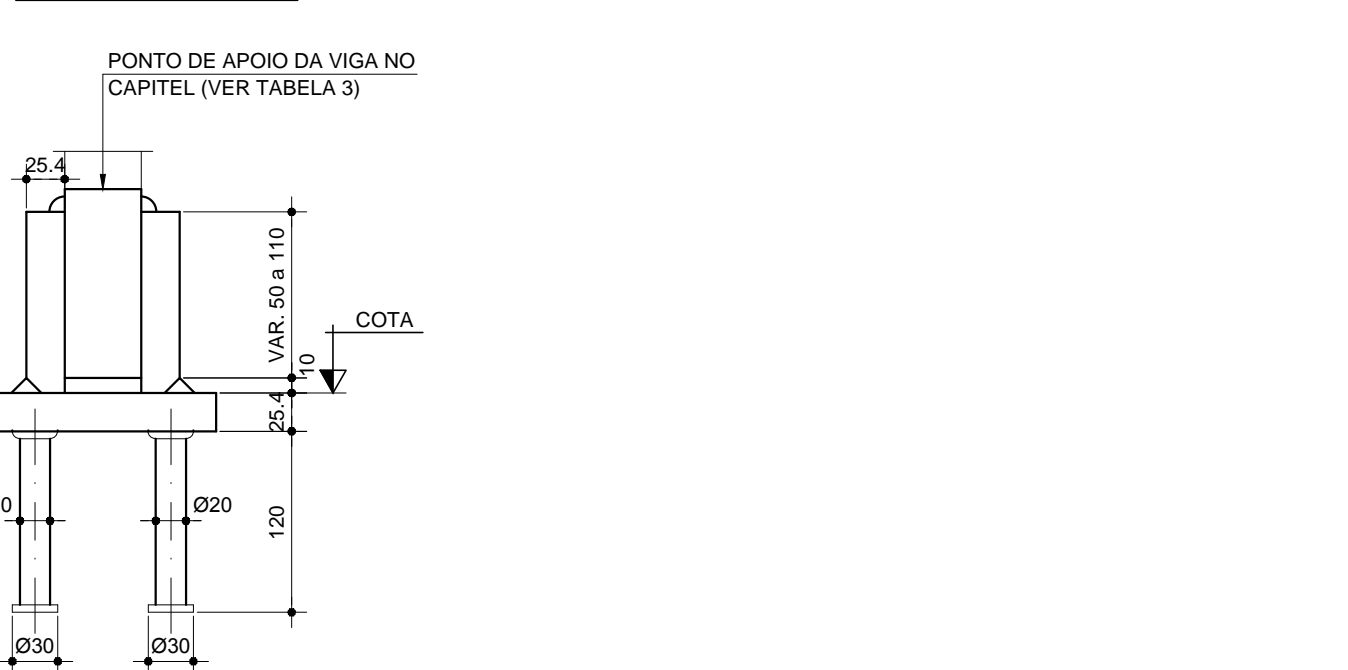 PONTO DE APOIO DA VIGA NO
CAPITEL (VER TABELA 3)
25.4
VAR. 50 a 110
COTA
10
25.4
0
Ø20
120
Ø30
Ø30